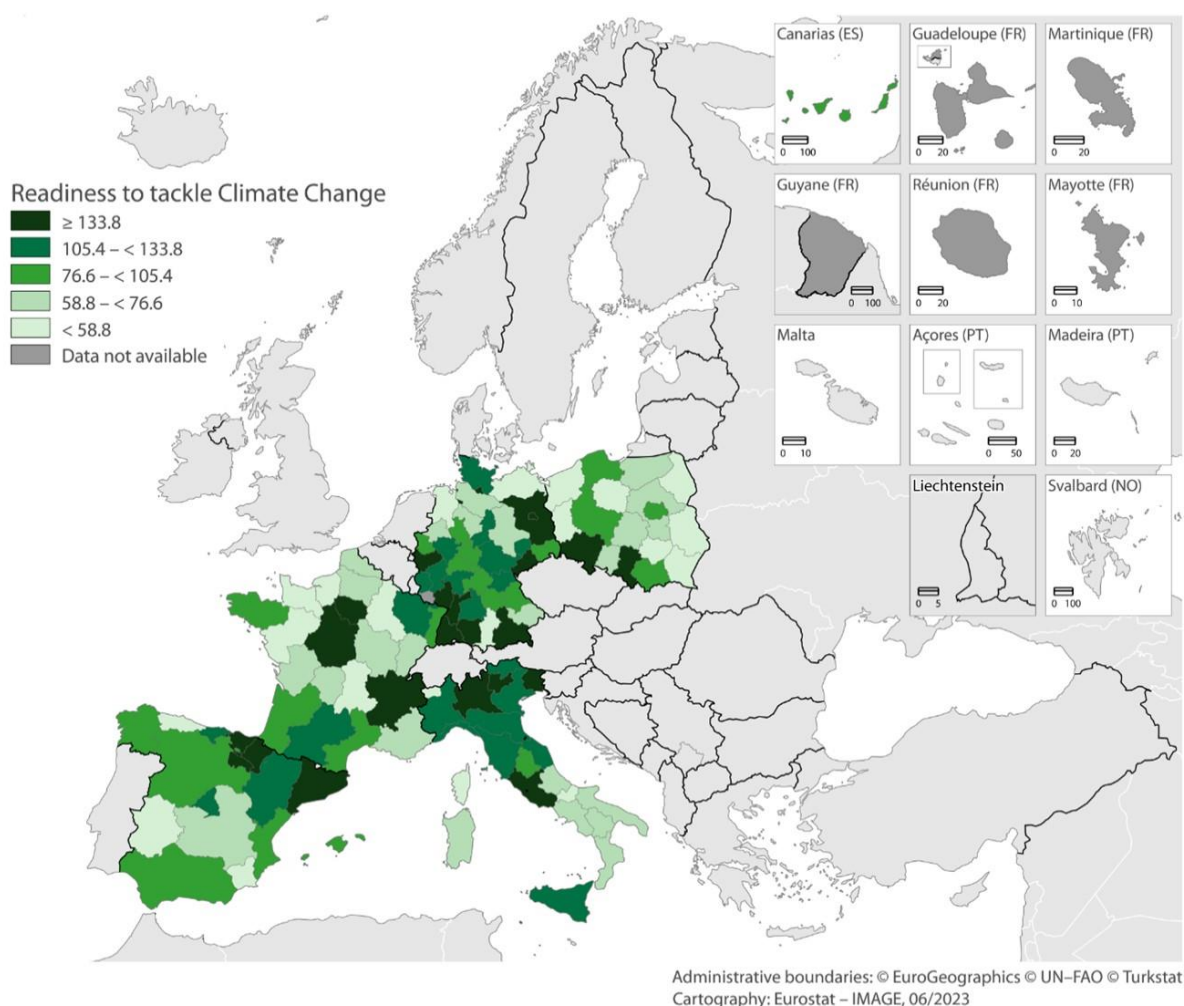 Readiness to tackle Climate Change
≥ 133.8
105.4 – < 133.8
76.6 – < 105.4
58.8 – < 76.6
< 58.8
Data not available
Canarias (ES)
0 100
Guadeloupe (FR)
0 20
Martinique (FR)
0 20
Guyane (FR)
0 100
Réunion (FR)
0 20
Mayotte (FR)
0 10
Malta
0 10
Açores (PT)
0 50
Madeira (PT)
0 20
Liechtenstein
0 5
Svalbard (NO)
0 100
Administrative boundaries: © EuroGeographics © UN–FAO © Turkstat
Cartography: Eurostat – IMAGE, 06/2023